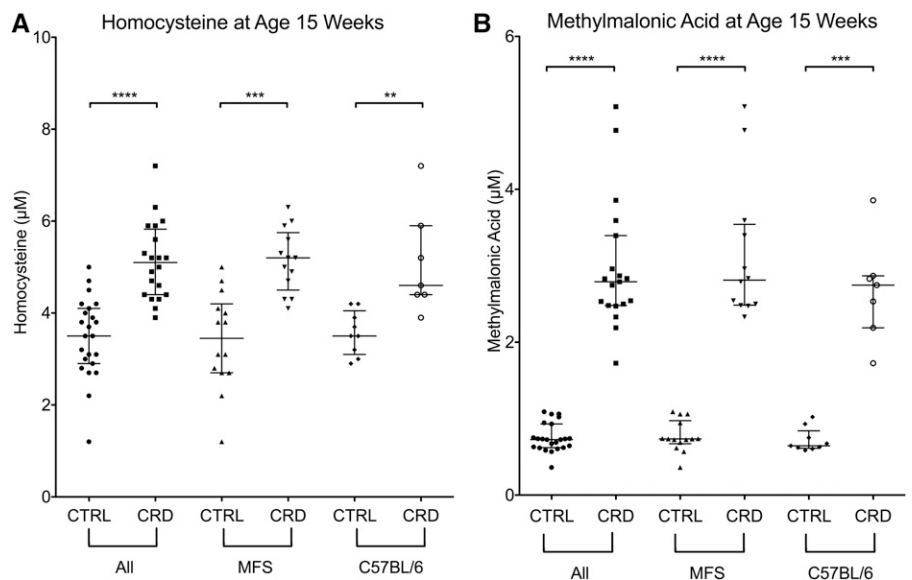 A
Homocysteine at Age 15 Weeks
10
8
6
4
2
0
Homocysteine (μM)
****
***
**
CTRL CRD CTRL CRD CTRL CRD
All MFS C57BL/6
B
Methylmalonic Acid at Age 15 Weeks
6
4
2
0
Methylmalonic Acid (μM)
****
****
***
CTRL CRD CTRL CRD CTRL CRD
All MFS C57BL/6